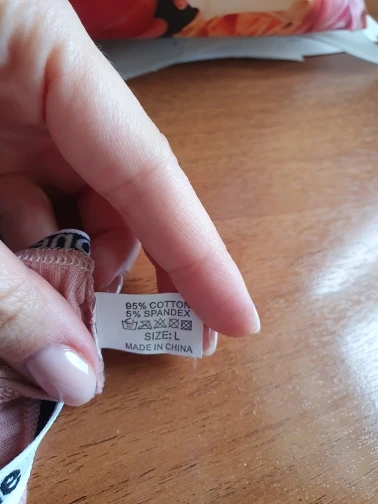 95% COTTON
5% SPANDEX
SIZE: L
MADE IN CHINA